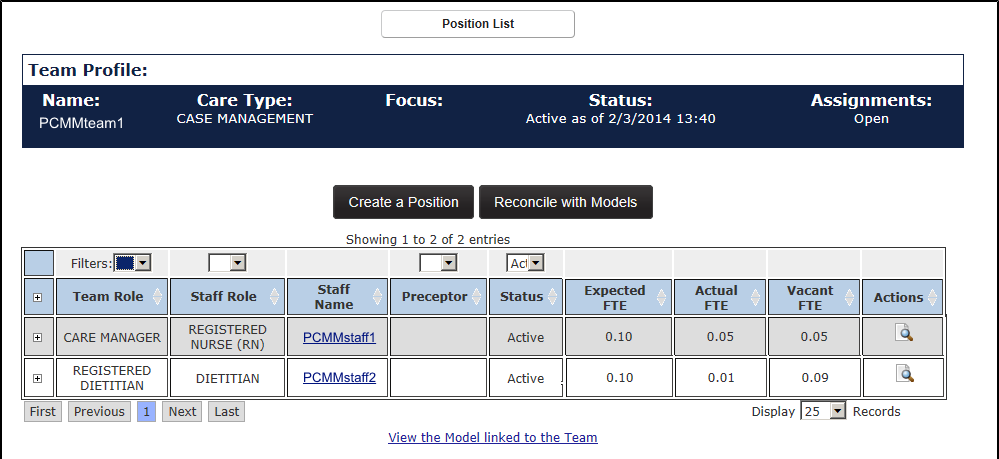 Position List
Team Profile:
Name: Care Type: Focus: Status: Assignments:
PCMMteam1 CASE MANAGEMENT Active as of 2/3/2014 13:40 Open
Create a Position Reconcile with Models
Showing 1 to 2 of 2 entries
Filters: Act
Team Role Staff Role Staff Name Preceptor Status Expected FTE Actual FTE Vacant FTE Actions
CARE MANAGER REGISTERED NURSE (RN) PCMMstaff1 Active 0.10 0.05 0.05
REGISTERED DIETITIAN DIETITIAN PCMMstaff2 Active 0.10 0.01 0.09
First Previous 1 Next Last Display 25 Records
View the Model linked to the Team